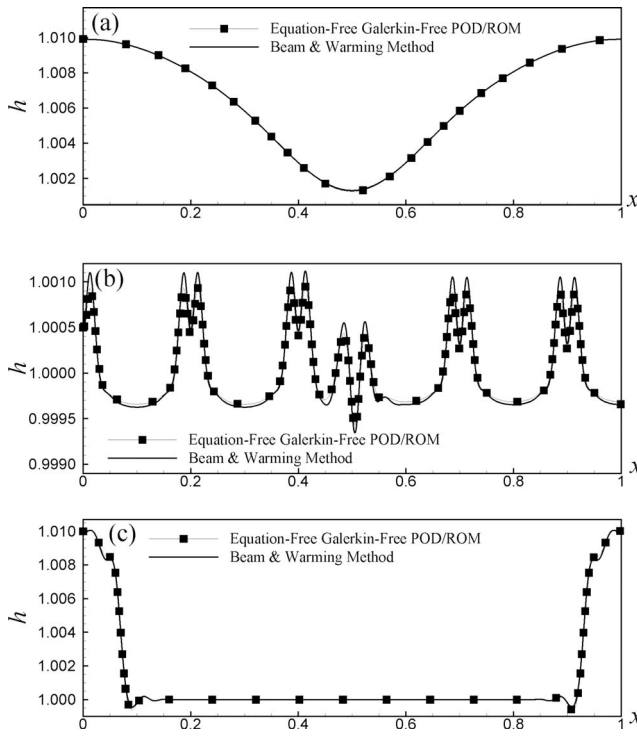 (a)
Equation-Free Galerkin-Free POD/ROM
Beam & Warming Method
h
1.010
1.008
1.006
1.004
1.002
0 0.2 0.4 0.6 0.8 1 x
(b)
h
1.0010
1.0005
1.0000
0.9995
0.9990
Equation-Free Galerkin-Free POD/ROM
Beam & Warming Method
0 0.2 0.4 0.6 0.8 1 x
(c)
Equation-Free Galerkin-Free POD/ROM
Beam & Warming Method
h
1.010
1.008
1.006
1.004
1.002
1.000
0 0.2 0.4 0.6 0.8 1 x